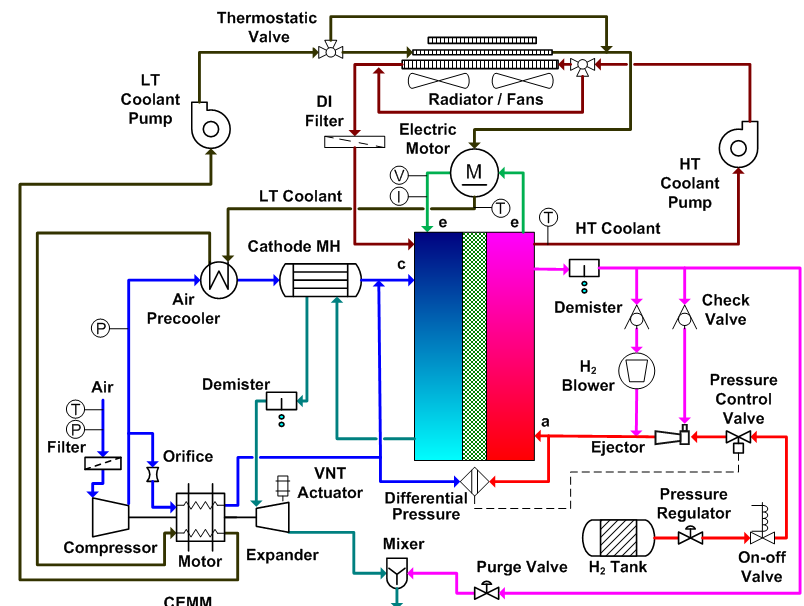 Thermostatic
Valve
LT
Coolant
Pump
DI
Filter
Radiator / Fans
Electric
Motor
M
V
I
T
HT
Coolant
Pump
LT Coolant
e
e
T
HT Coolant
Cathode MH
c
Air
Precooler
Demister
Check
Valve
P
H2
Blower
Pressure
Control
Valve
Air
T
P
Filter
Demister
a
Ejector
Orifice
VNT
Actuator
Differential
Pressure
Pressure
Regulator
Compressor
Motor
Expander
Mixer
H2 Tank
On-off
Valve
Purge Valve
CEMM